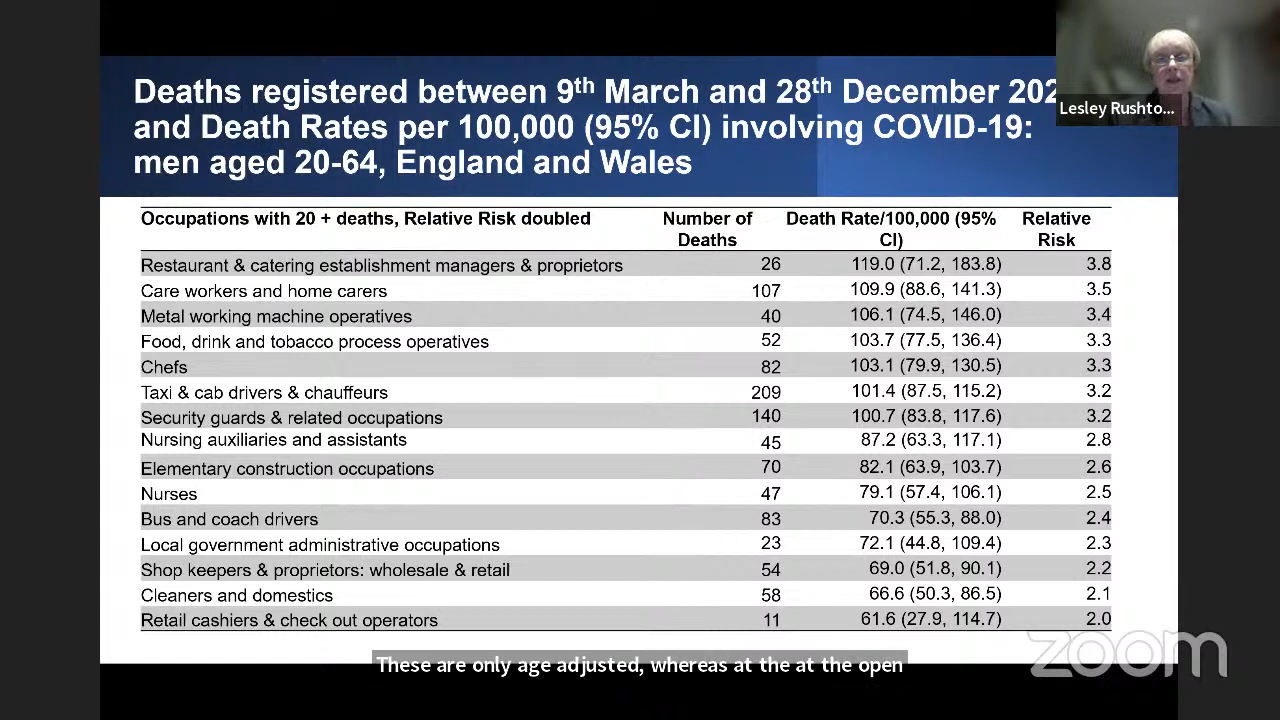 Deaths registered between 9th March and 28th December 202
and Death Rates per 100,000 (95% CI) involving COVID-19:
men aged 20-64, England and Wales
Lesley Rushto...
Occupations with 20 + deaths, Relative Risk doubled Number of Deaths Death Rate/100,000 (95% CI) Relative Risk
Restaurant & catering establishment managers & proprietors 26 119.0 (71.2, 183.8) 3.8
Care workers and home carers 107 109.9 (88.6, 141.3) 3.5
Metal working machine operatives 40 106.1 (74.5, 146.0) 3.4
Food, drink and tobacco process operatives 52 103.7 (77.5, 136.4) 3.3
Chefs 82 103.1 (79.9, 130.5) 3.3
Taxi & cab drivers & chauffeurs 209 101.4 (87.5, 115.2) 3.2
Security guards & related occupations 140 100.7 (83.8, 117.6) 3.2
Nursing auxiliaries and assistants 45 87.2 (63.3, 117.1) 2.8
Elementary construction occupations 70 82.1 (63.9, 103.7) 2.6
Nurses 47 79.1 (57.4, 106.1) 2.5
Bus and coach drivers 83 70.3 (55.3, 88.0) 2.4
Local government administrative occupations 23 72.1 (44.8, 109.4) 2.3
Shop keepers & proprietors: wholesale & retail 54 69.0 (51.8, 90.1) 2.2
Cleaners and domestics 58 66.6 (50.3, 86.5) 2.1
Retail cashiers & check out operators 11 61.6 (27.9, 114.7) 2.0
These are only age adjusted, whereas at the at the open
zoom